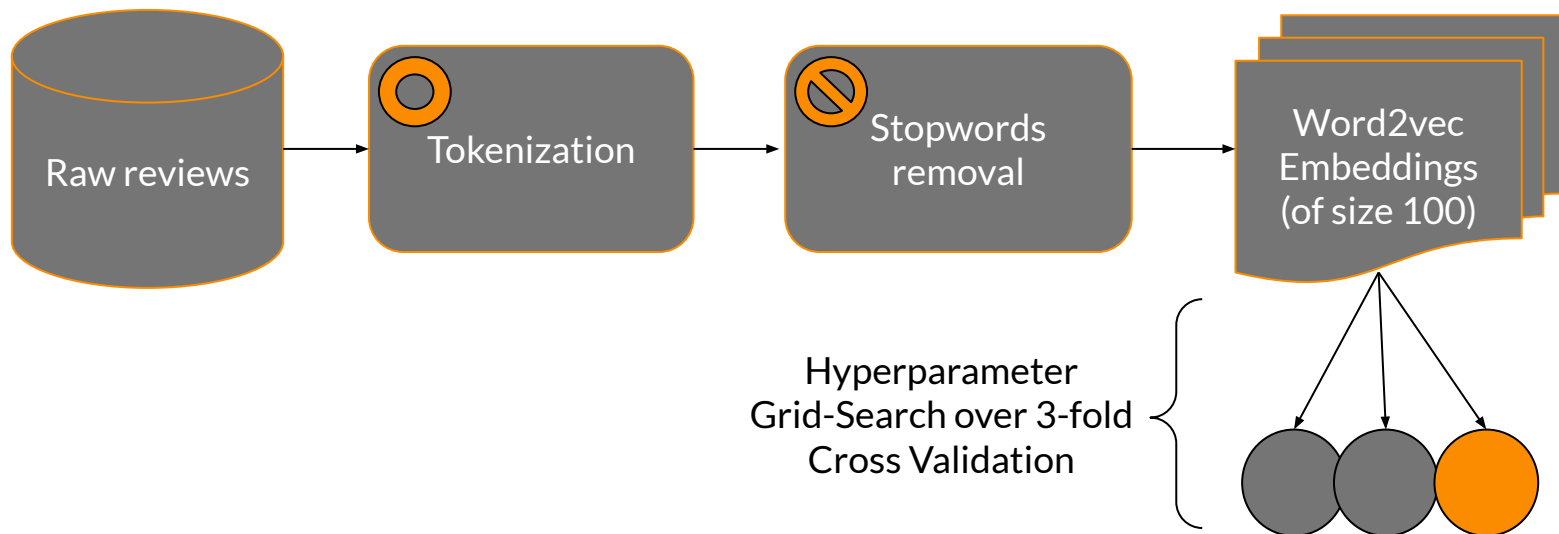 Raw reviews
Tokenization
Stopwords
removal
Word2vec
Embeddings
(of size 100)
Hyperparameter
Grid-Search over 3-fold
Cross Validation